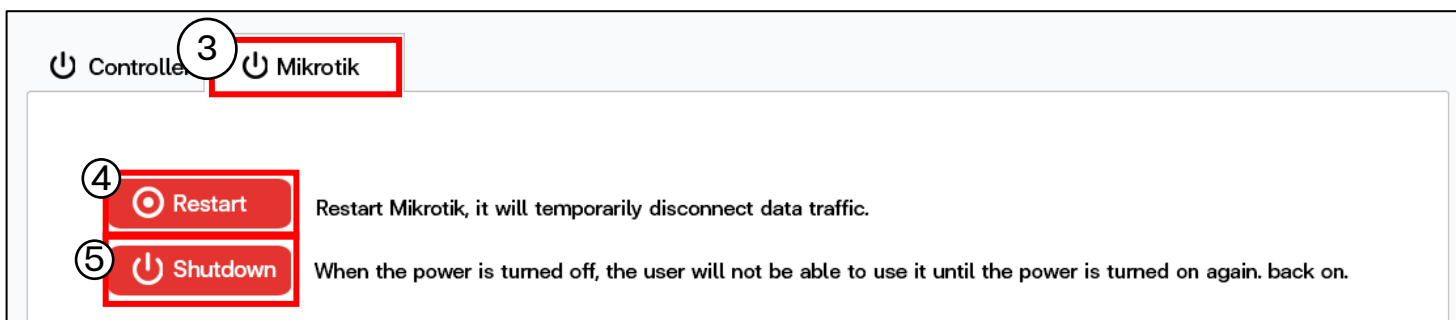 Controller ③ Mikrotik
④ Restart Restart Mikrotik, it will temporarily disconnect data traffic.
⑤ Shutdown When the power is turned off, the user will not be able to use it until the power is turned on again. back on.